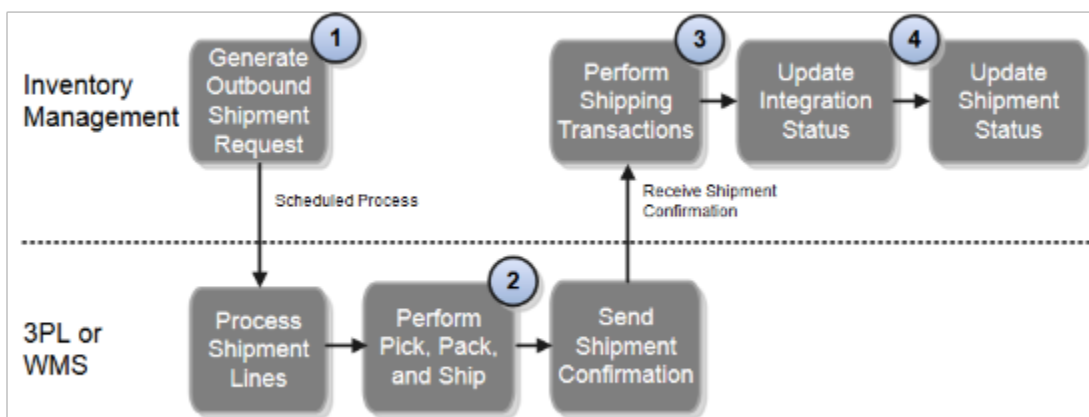 Inventory
Management
Generate
Outbound
Shipment
Request
1
Perform
Shipping
Transactions
3
Update
Integration
Status
4
Update
Shipment
Status
Scheduled Process
Receive Shipment
Confirmation
3PL or
WMS
Process
Shipment
Lines
Perform
Pick, Pack,
and Ship
2
Send
Shipment
Confirmation